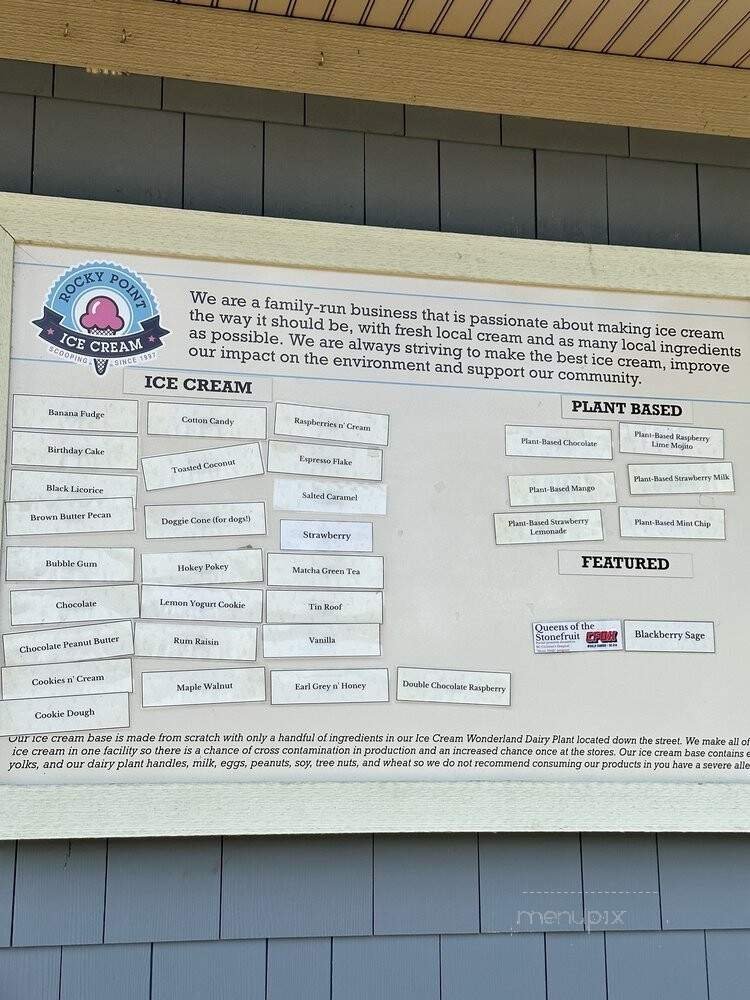 ROCKY POINT
ICE CREAM
SCOOPING SINCE 1997
We are a family-run business that is passionate about making ice cream
the way it should be, with fresh local cream and as many local ingredients
as possible. We are always striving to make the best ice cream, improve
our impact on the environment and support our community.
ICE CREAM
Banana Fudge
Birthday Cake
Black Licorice
Brown Butter Pecan
Bubble Gum
Chocolate
Chocolate Peanut Butter
Cookies n' Cream
Cookie Dough
Cotton Candy
Toasted Coconut
Doggie Cone (for dogs!)
Hokey Pokey
Lemon Yogurt Cookie
Rum Raisin
Maple Walnut
Raspberries n' Cream
Espresso Flake
Salted Caramel
Strawberry
Matcha Green Tea
Tin Roof
Vanilla
Earl Grey n' Honey
Double Chocolate Raspberry
PLANT BASED
Plant-Based Chocolate
Plant-Based Mango
Plant-Based Strawberry
Lemonade
Plant-Based Raspberry
Lime Mojito
Plant-Based Strawberry Milk
Plant-Based Mint Chip
FEATURED
Queens of the
Stonefruit
CFOX
Blackberry Sage
Our ice cream base is made from scratch with only a handful of ingredients in our Ice Cream Wonderland Dairy Plant located down the street. We make all of
ice cream in one facility so there is a chance of cross contamination in production and an increased chance once at the stores. Our ice cream base contains e
yolks, and our dairy plant handles, milk, eggs, peanuts, soy, tree nuts, and wheat so we do not recommend consuming our products in you have a severe alle
menupix